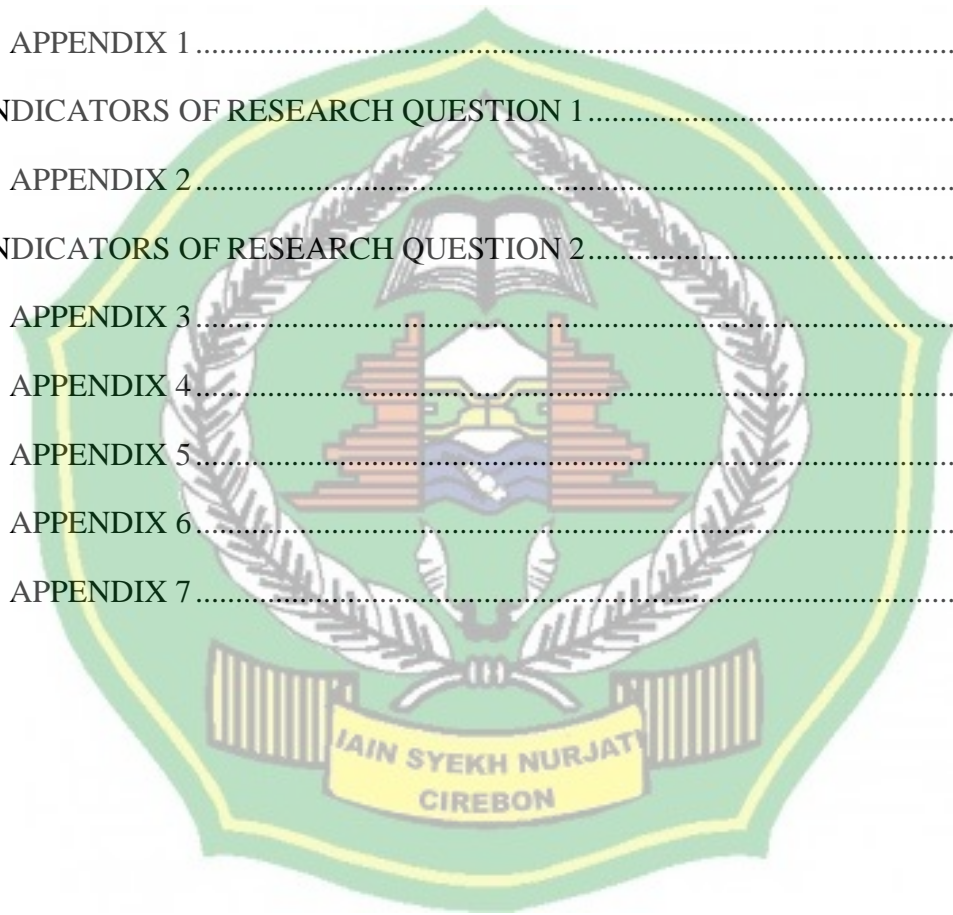 APPENDIX 1................................................................................
NDICATORS OF RESEARCH QUESTION 1.......................................
APPENDIX 2................................................................................
NDICATORS OF RESEARCH QUESTION 2.......................................
APPENDIX 3................................................................................
APPENDIX 4................................................................................
APPENDIX 5................................................................................
APPENDIX 6................................................................................
APPENDIX 7................................................................................
IAIN SYEKH NURJATI
CIREBON